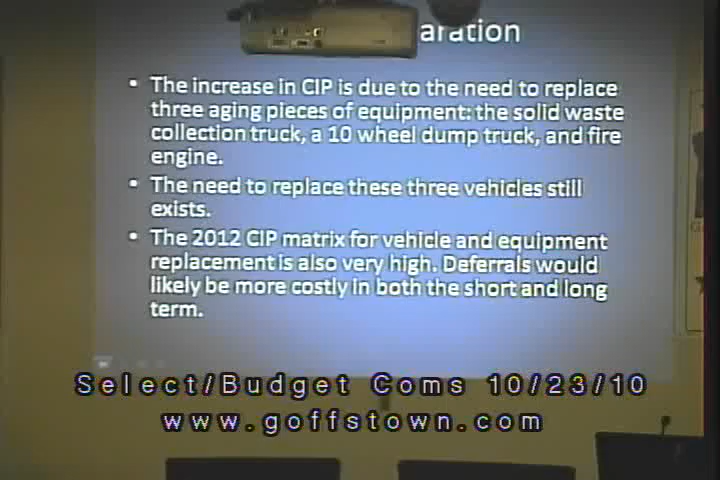 aration
• The increase in CIP is due to the need to replace
three aging pieces of equipment: the solid waste
collection truck, a 10 wheel dump truck, and fire
engine.
• The need to replace these three vehicles still
exists.
• The 2012 CIP matrix for vehicle and equipment
replacement is also very high. Deferrals would
likely be more costly in both the short and long
term.
Select/Budget Coms 10/23/10
www.goffstown.com